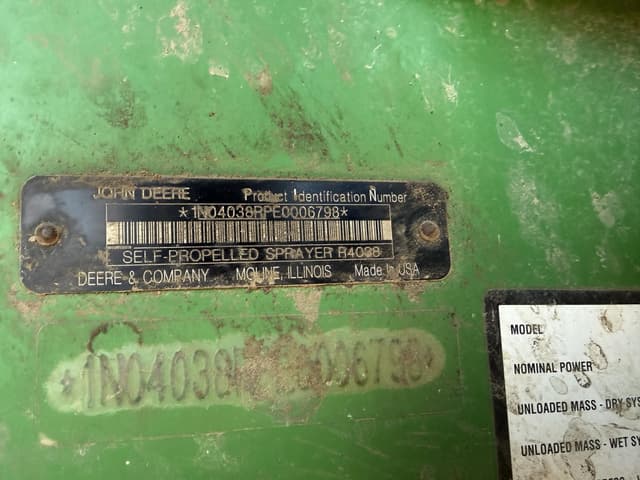 JOHN DEERE Product Identification Number
*1N04038RPE0006798*
SELF-PROPELLED SPRAYER R4038
DEERE & COMPANY MOLINE, ILLINOIS Made in USA
*1N04038RPE0006798*
MODEL
NOMINAL POWER
UNLOADED MASS - DRY SYS
UNLOADED MASS - WET SY